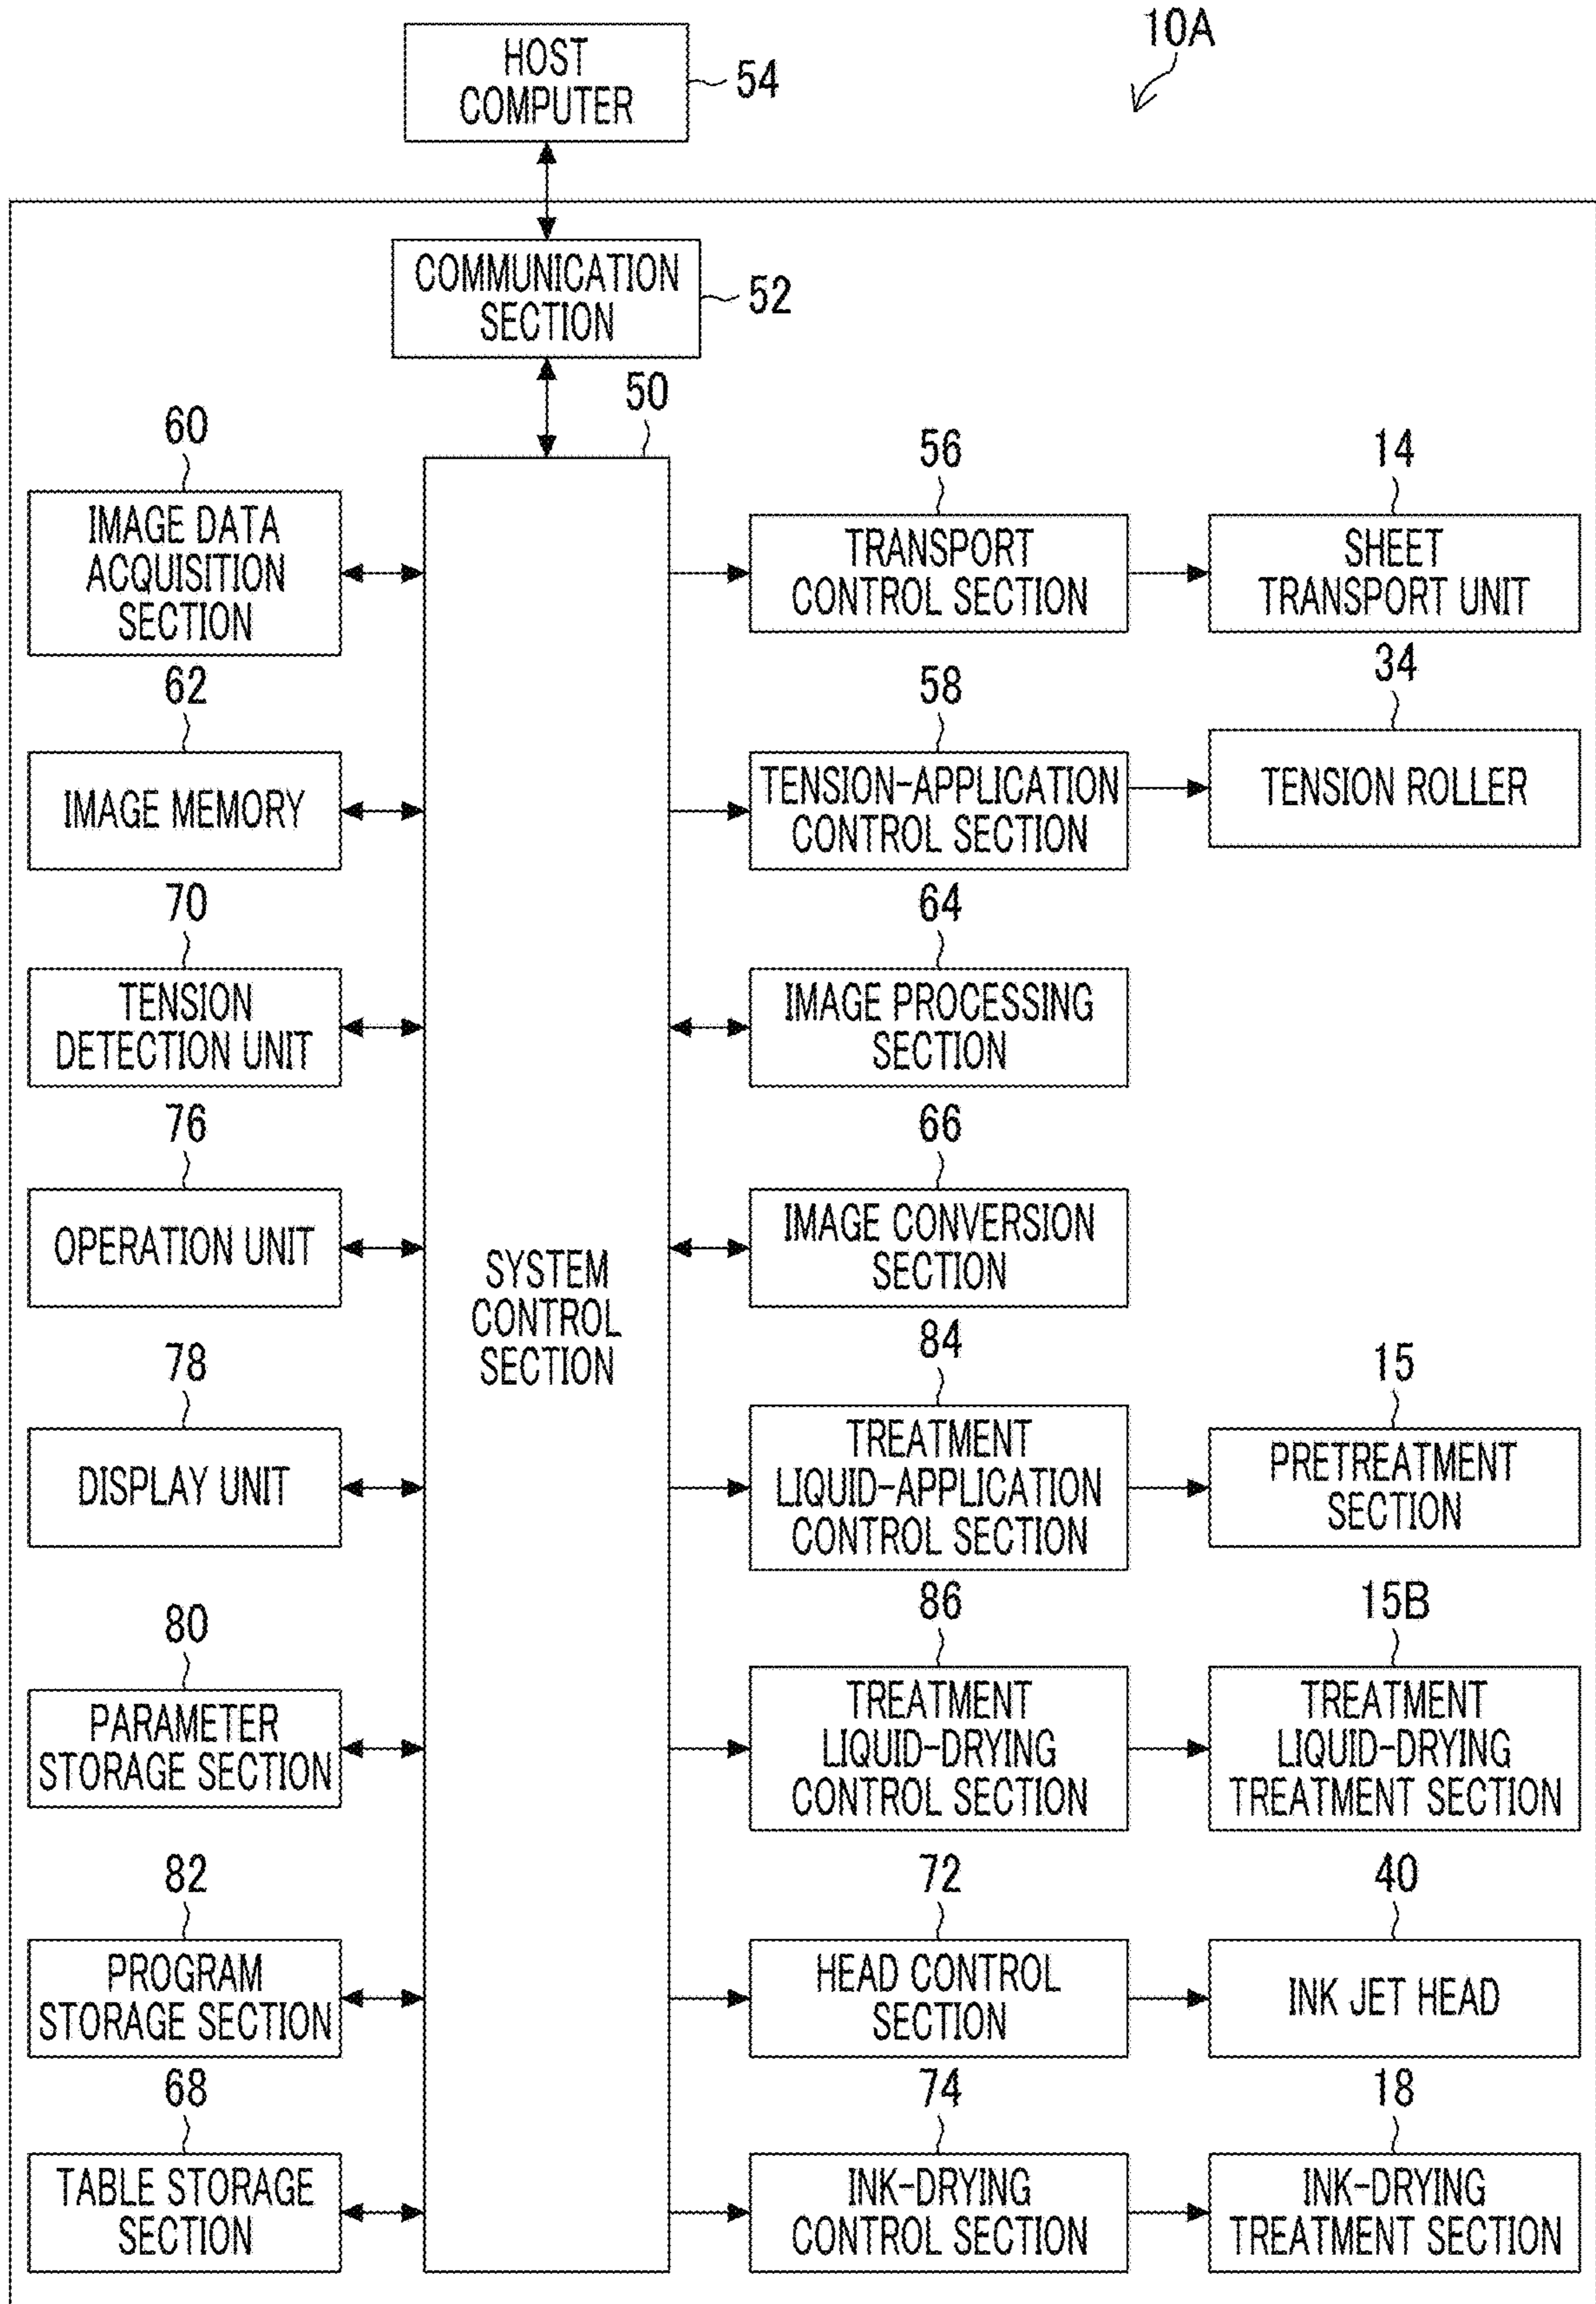 10A
HOST
COMPUTER
54
COMMUNICATION
SECTION
52
50
SYSTEM
CONTROL
SECTION
60
IMAGE DATA
ACQUISITION
SECTION
56
TRANSPORT
CONTROL SECTION
14
SHEET
TRANSPORT UNIT
62
IMAGE MEMORY
58
TENSION-APPLICATION
CONTROL SECTION
34
TENSION ROLLER
70
TENSION
DETECTION UNIT
64
IMAGE PROCESSING
SECTION
76
OPERATION UNIT
66
IMAGE CONVERSION
SECTION
78
DISPLAY UNIT
84
TREATMENT
LIQUID-APPLICATION
CONTROL SECTION
15
PRETREATMENT
SECTION
80
PARAMETER
STORAGE SECTION
86
TREATMENT
LIQUID-DRYING
CONTROL SECTION
15B
TREATMENT
LIQUID-DRYING
TREATMENT SECTION
82
PROGRAM
STORAGE SECTION
72
HEAD CONTROL
SECTION
40
INK JET HEAD
68
TABLE STORAGE
SECTION
74
INK-DRYING
CONTROL SECTION
18
INK-DRYING
TREATMENT SECTION